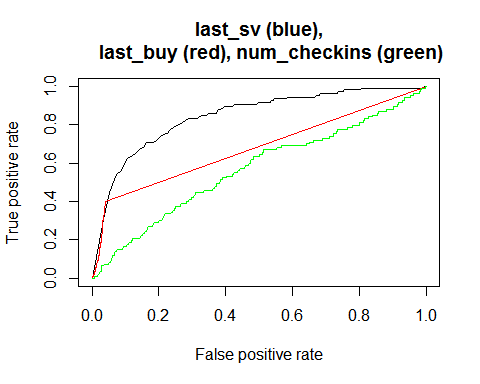 last_sv (blue),
last_buy (red), num_checkins (green)
True positive rate
1.0
0.8
0.6
0.4
0.2
0.0
0.0 0.2 0.4 0.6 0.8 1.0
False positive rate